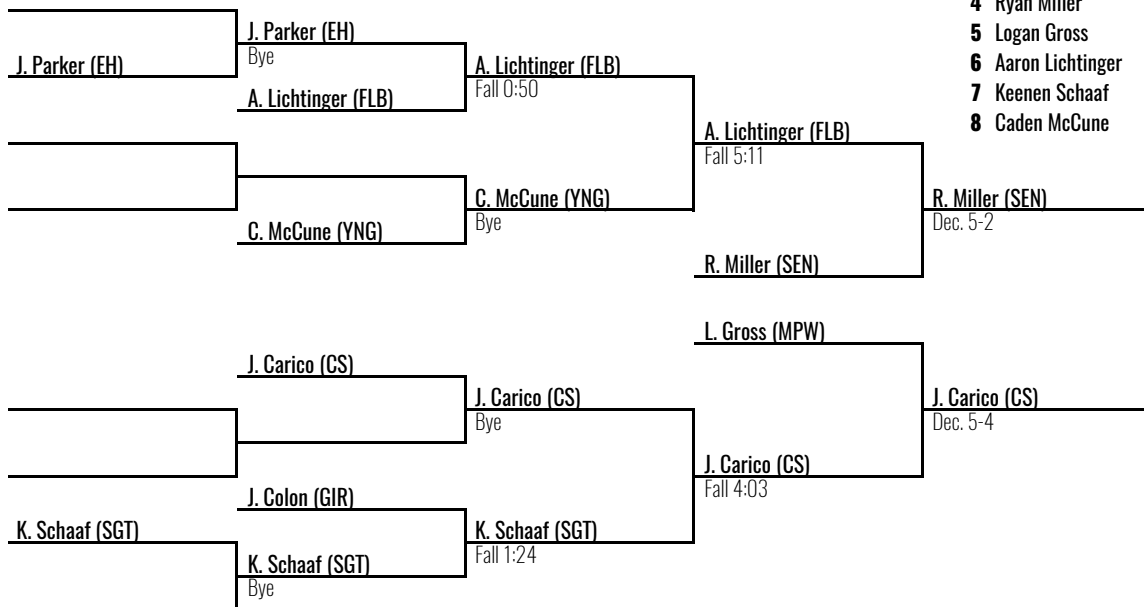 4 Ryan Miller
5 Logan Gross
6 Aaron Lichtinger
7 Keenen Schaaf
8 Caden McCune
J. Parker (EH)
J. Parker (EH)
Bye
A. Lichtinger (FLB)
A. Lichtinger (FLB)
Fall 0:50
C. McCune (YNG)
C. McCune (YNG)
Bye
A. Lichtinger (FLB)
Fall 5:11
R. Miller (SEN)
R. Miller (SEN)
Dec. 5-2
L. Gross (MPW)
J. Carico (CS)
J. Carico (CS)
Bye
J. Carico (CS)
Dec. 5-4
J. Carico (CS)
Fall 4:03
J. Colon (GIR)
K. Schaaf (SGT)
K. Schaaf (SGT)
Fall 1:24
K. Schaaf (SGT)
Bye